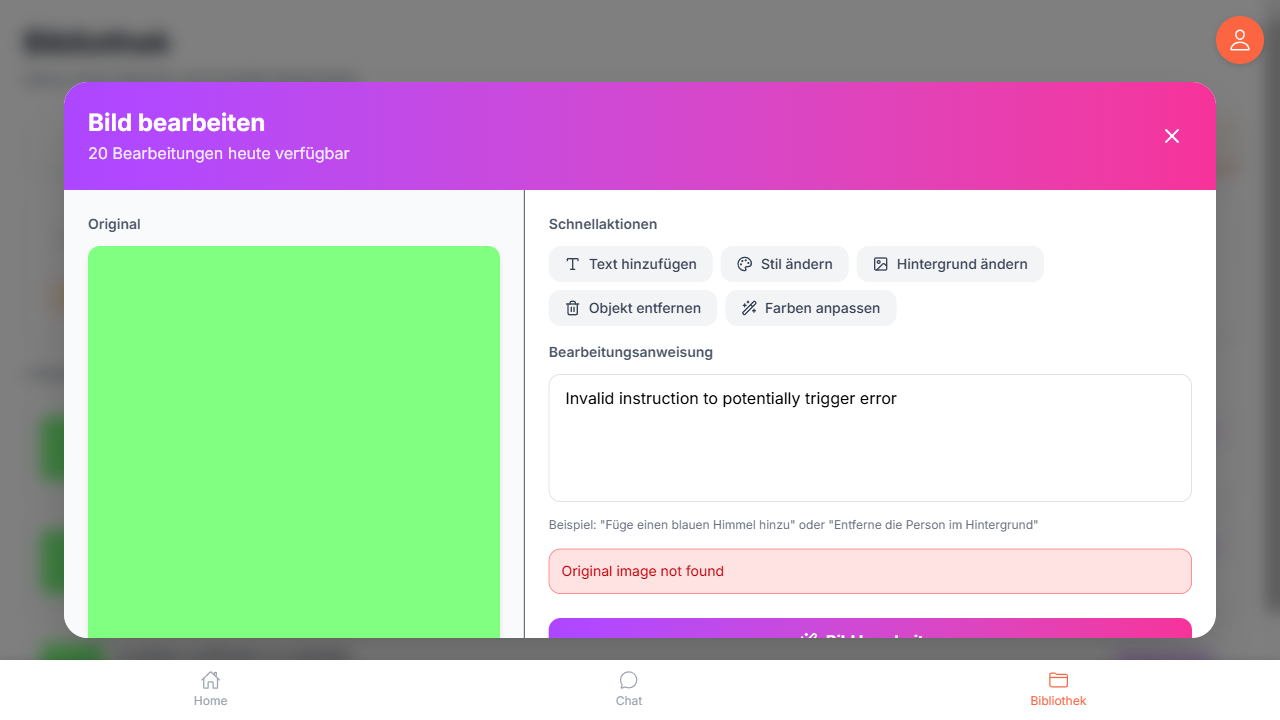 Bibliothek
Bild bearbeiten
20 Bearbeitungen heute verfügbar
Original
Schnellaktionen
Text hinzufügen
Stil ändern
Hintergrund ändern
Objekt entfernen
Farben anpassen
Bearbeitungsanweisung
Invalid instruction to potentially trigger error
Beispiel: "Füge einen blauen Himmel hinzu" oder "Entferne die Person im Hintergrund"
Original image not found
Home
Chat
Bibliothek